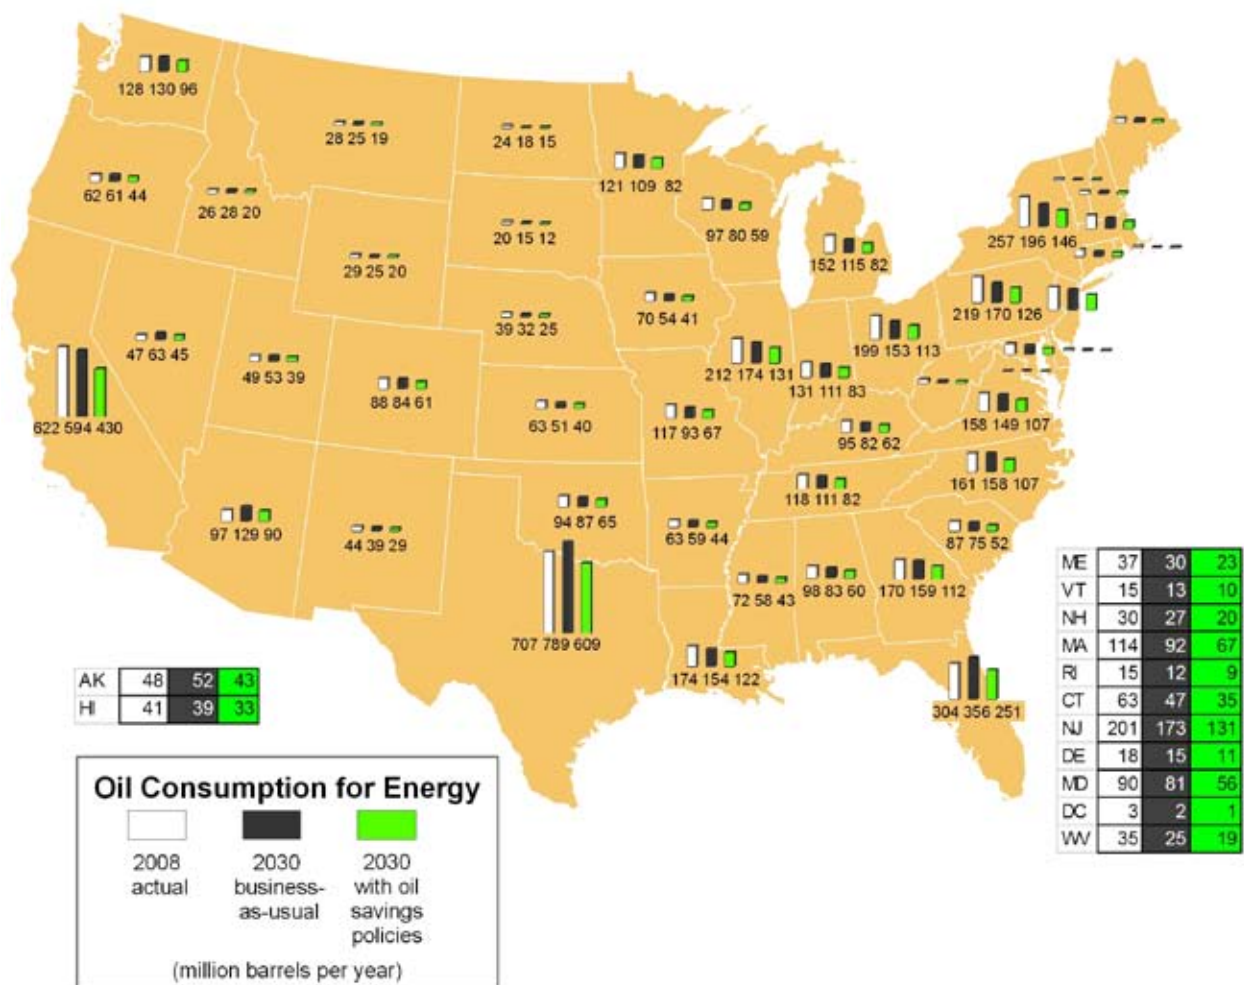 128 130 96
28 25 19
24 18 15
121 109 82
62 61 44
26 28 20
20 15 12
97 80 59
257 196 146
29 25 20
152 115 82
39 32 25
70 54 41
219 170 126
47 63 45
49 53 39
199 153 113
212 174 131
131 111 83
88 84 61
63 51 40
622 594 430
117 93 67
158 149 107
95 82 62
161 158 107
118 111 82
97 129 90
44 39 29
94 87 65
63 59 44
87 75 52
72 58 43
98 83 60
170 159 112
707 789 609
174 154 122
304 356 251
AK 48 52 43
HI 41 39 33
ME 37 30 23
VT 15 13 10
NH 30 27 20
MA 114 92 67
RI 15 12 9
CT 63 47 35
NJ 201 173 131
DE 18 15 11
MD 90 81 56
DC 3 2 1
WV 35 25 19
Oil Consumption for Energy
2008 actual
2030 business-as-usual
2030 with oil savings policies
(million barrels per year)